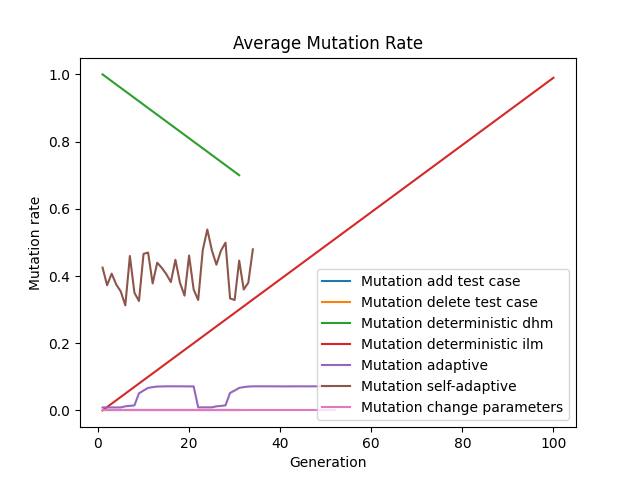 Average Mutation Rate
1.0
0.8
0.6
0.4
0.2
0.0
Mutation rate
Mutation add test case
Mutation delete test case
Mutation deterministic dhm
Mutation deterministic ilm
Mutation adaptive
Mutation self-adaptive
Mutation change parameters
0 20 40 60 80 100
Generation